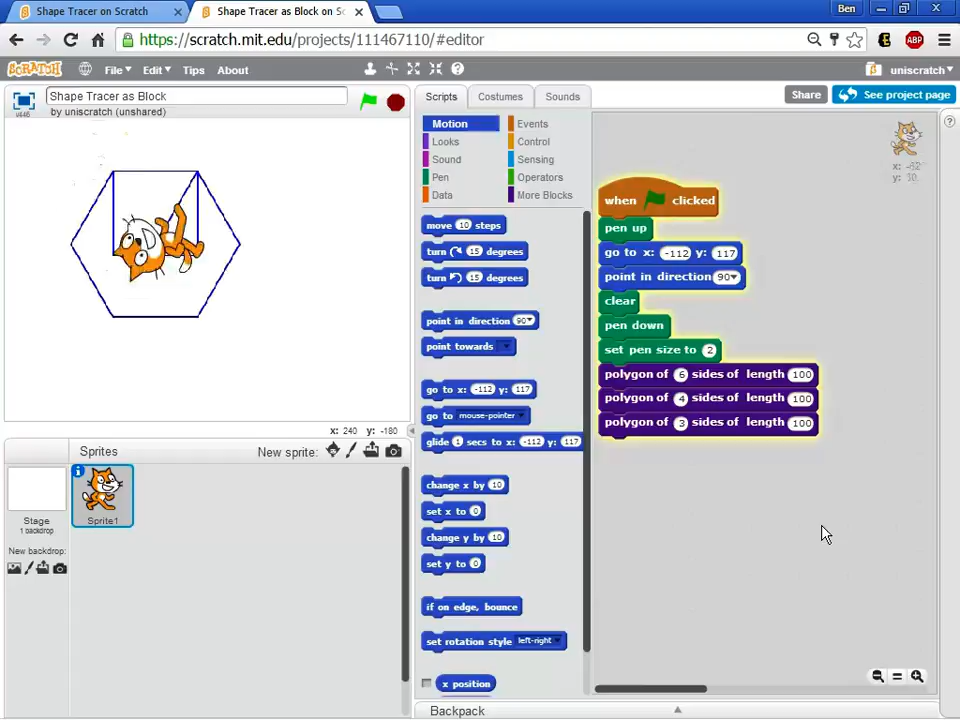 Shape Tracer on Scratch
Shape Tracer as Block on Sc
Ben
https://scratch.mit.edu/projects/111467110/#editor
ABP
SCRATCH
File
Edit
Tips
About
uniscratch
Shape Tracer as Block
by uniscratch (unshared)
v446
Scripts
Costumes
Sounds
Share
See project page
Motion
Events
Looks
Control
Sound
Sensing
Pen
Operators
Data
More Blocks
move 10 steps
turn 15 degrees
turn 15 degrees
point in direction 90
point towards
go to x: -112 y: 117
go to mouse-pointer
glide 1 secs to x: -112 y: 117
change x by 10
set x to 0
change y by 10
set y to 0
if on edge, bounce
set rotation style left-right
x position
when clicked
pen up
go to x: -112 y: 117
point in direction 90
clear
pen down
set pen size to 2
polygon of 6 sides of length 100
polygon of 4 sides of length 100
polygon of 3 sides of length 100
x: 240 y: -180
Sprites
New sprite:
Stage
1 backdrop
New backdrop:
Sprite1
Backpack